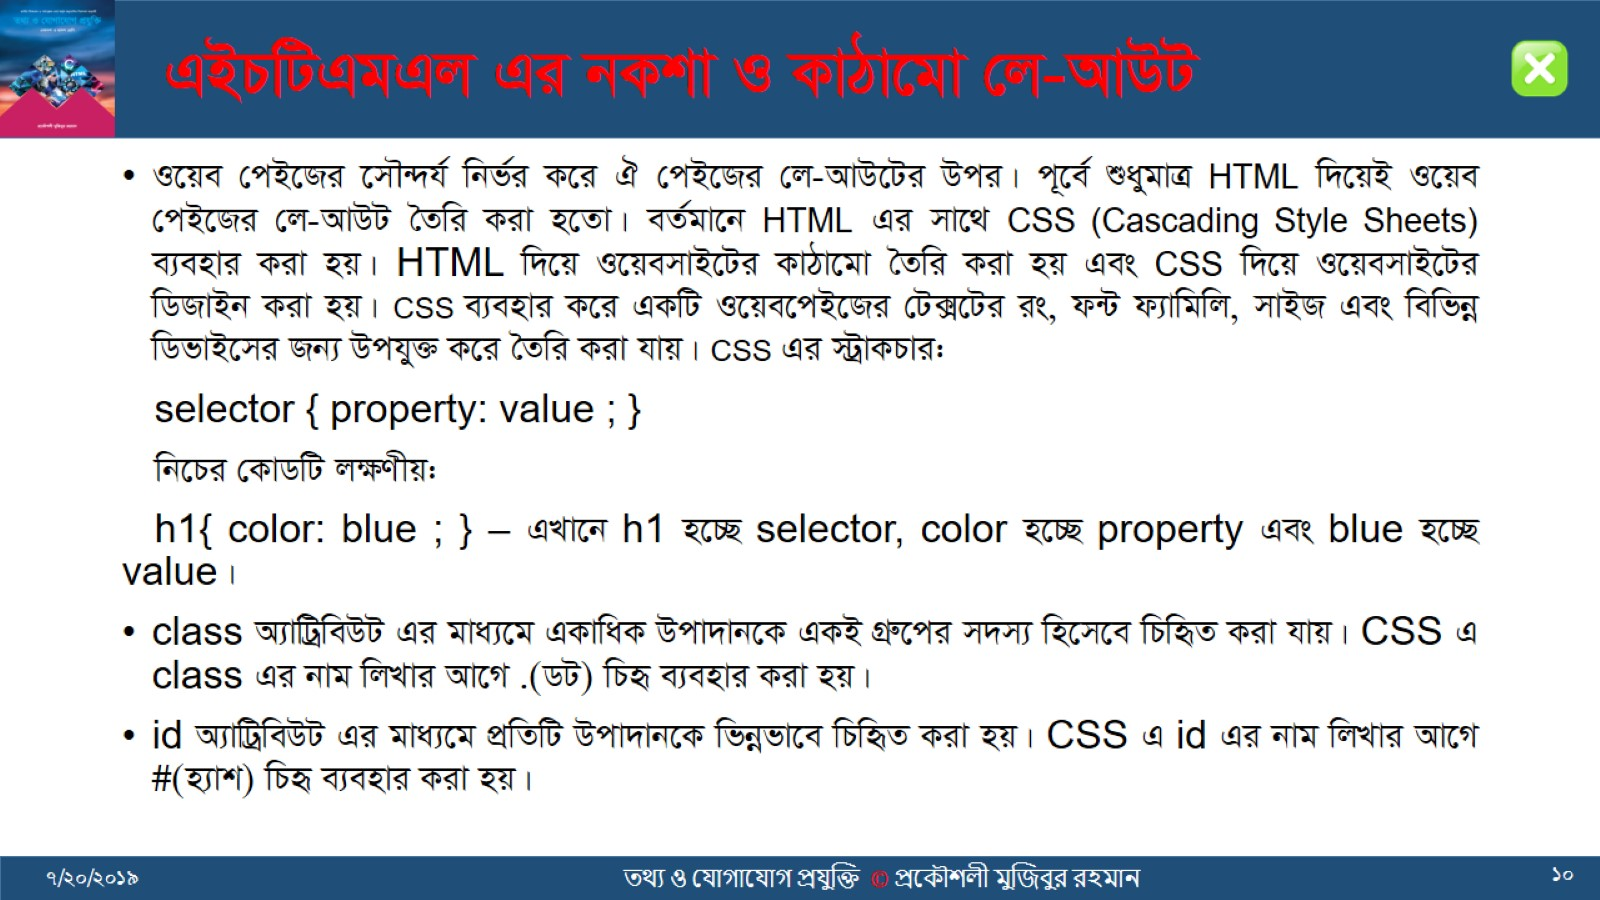 তথ্য ও যোগাযোগ প্রযুক্তি
এইচটিএমএল এর নকশা ও কাঠামো লে-আউট
• ওয়েব পেইজের সৌন্দর্য নির্ভর করে ঐ পেইজের লে-আউটের উপর। পূর্বে শুধুমাত্র HTML দিয়েই ওয়েব
পেইজের লে-আউট তৈরি করা হতো। বর্তমানে HTML এর সাথে CSS (Cascading Style Sheets)
ব্যবহার করা হয়। HTML দিয়ে ওয়েবসাইটের কাঠামো তৈরি করা হয় এবং CSS দিয়ে ওয়েবসাইটের
ডিজাইন করা হয়। CSS ব্যবহার করে একটি ওয়েবপেইজের টেক্সটের রং, ফন্ট ফ্যামিলি, সাইজ এবং বিভিন্ন
ডিভাইসের জন্য উপযুক্ত করে তৈরি করা যায়। CSS এর স্ট্রাকচারঃ
selector { property: value ; }
নিচের কোডটি লক্ষণীয়ঃ
h1{ color: blue ; } – এখানে h1 হচ্ছে selector, color হচ্ছে property এবং blue হচ্ছে
value।
• class অ্যাট্রিবিউট এর মাধ্যমে একাধিক উপাদানকে একই গ্রুপের সদস্য হিসেবে চিহ্নিত করা যায়। CSS এ
class এর নাম লিখার আগে .(ডট) চিহ্ন ব্যবহার করা হয়।
• id অ্যাট্রিবিউট এর মাধ্যমে প্রতিটি উপাদানকে ভিন্নভাবে চিহ্নিত করা হয়। CSS এ id এর নাম লিখার আগে
#(হ্যাশ) চিহ্ন ব্যবহার করা হয়।
৭/২০/২০১৯
তথ্য ও যোগাযোগ প্রযুক্তি © প্রকৌশলী মুজিবুর রহমান
১০